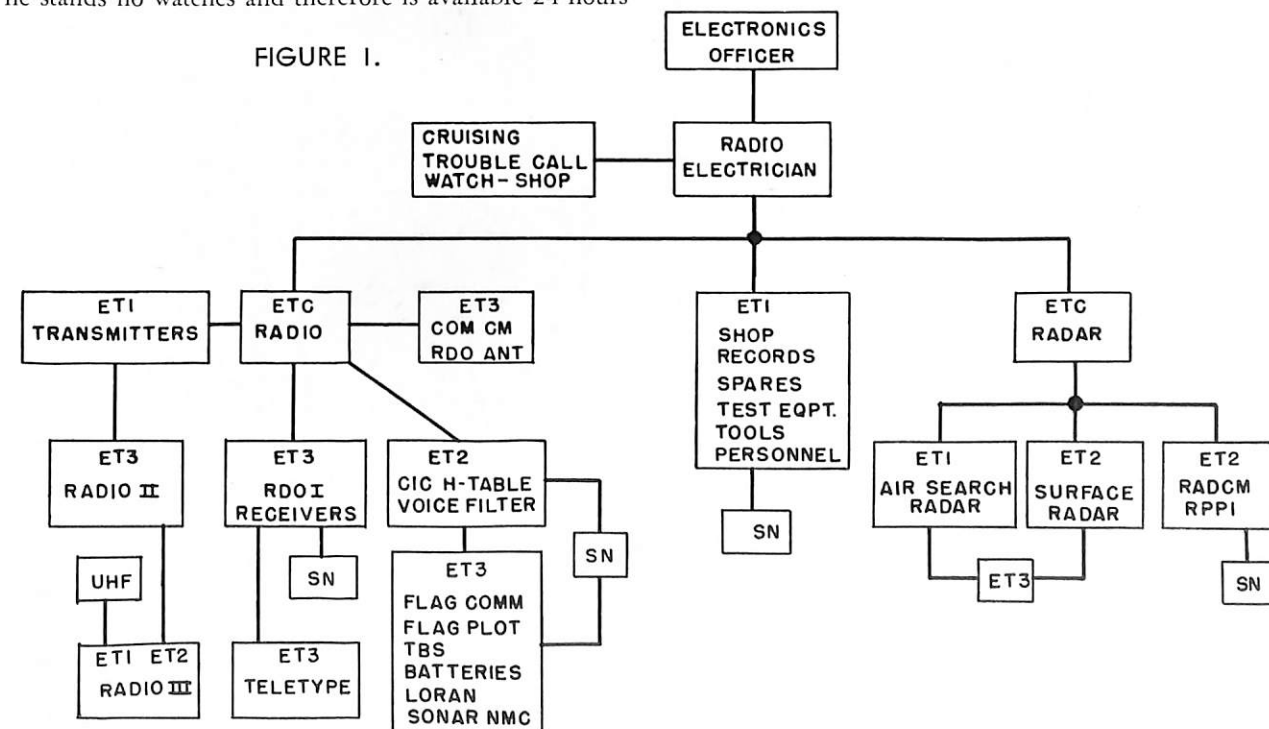 he stands no watches and therefore is available 24 hours
FIGURE I.
ELECTRONICS
OFFICER
CRUISING
TROUBLE CALL
WATCH-SHOP
RADIO
ELECTRICIAN
ET1
TRANSMITTERS
ETC
RADIO
ET3
COM CM
RDO ANT
ET1
SHOP
RECORDS
SPARES
TEST EQPT.
TOOLS
PERSONNEL
ETC
RADAR
ET3
RADIO II
ET3
RDO I
RECEIVERS
ET2
CIC H-TABLE
VOICE FILTER
ET1
AIR SEARCH
RADAR
ET2
SURFACE
RADAR
ET2
RADCM
RPPI
SN
SN
UHF
SN
ET3
SN
ET3
FLAG COMM
FLAG PLOT
TBS
BATTERIES
LORAN
SONAR NMC
ET1 ET2
RADIO III
ET3
TELETYPE